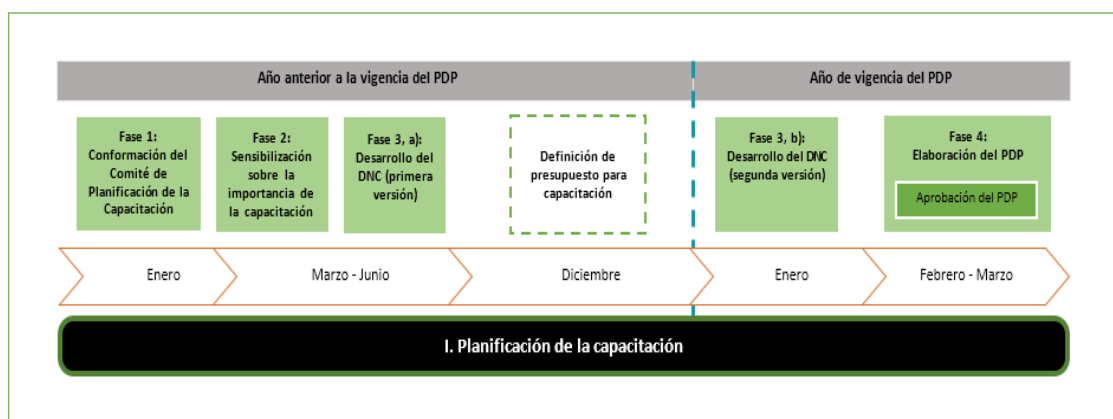 Año anterior a la vigencia del PDP
Año de vigencia del PDP
Fase 1:
Conformación del
Comité de
Planificación de la
Capacitación
Fase 2:
Sensibilización
sobre la
importancia de
la capacitación
Fase 3, a):
Desarrollo del
DNC (primera
versión)
Definición de
presupuesto para
capacitación
Fase 3, b):
Desarrollo del DNC
(segunda versión)
Fase 4:
Elaboración del PDP
Aprobación del PDP
Enero
Marzo - Junio
Diciembre
Enero
Febrero - Marzo
I. Planificación de la capacitación